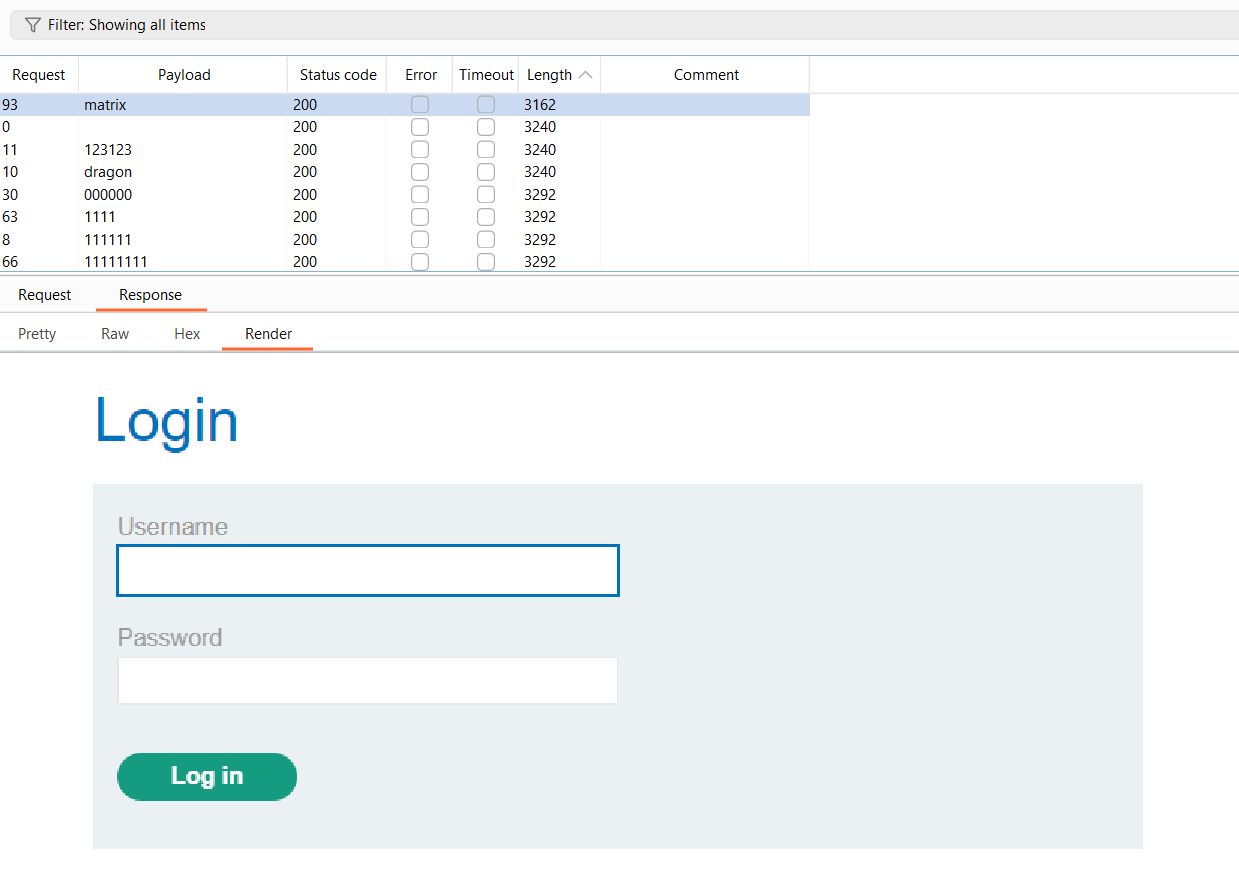 Filter: Showing all items
Request Payload Status code Error Timeout Length Comment
93 matrix 200 3162
0 200 3240
11 123123 200 3240
10 dragon 200 3240
30 000000 200 3292
63 1111 200 3292
8 111111 200 3292
66 11111111 200 3292
Request Response
Pretty Raw Hex Render
Login
Username
Password
Log in